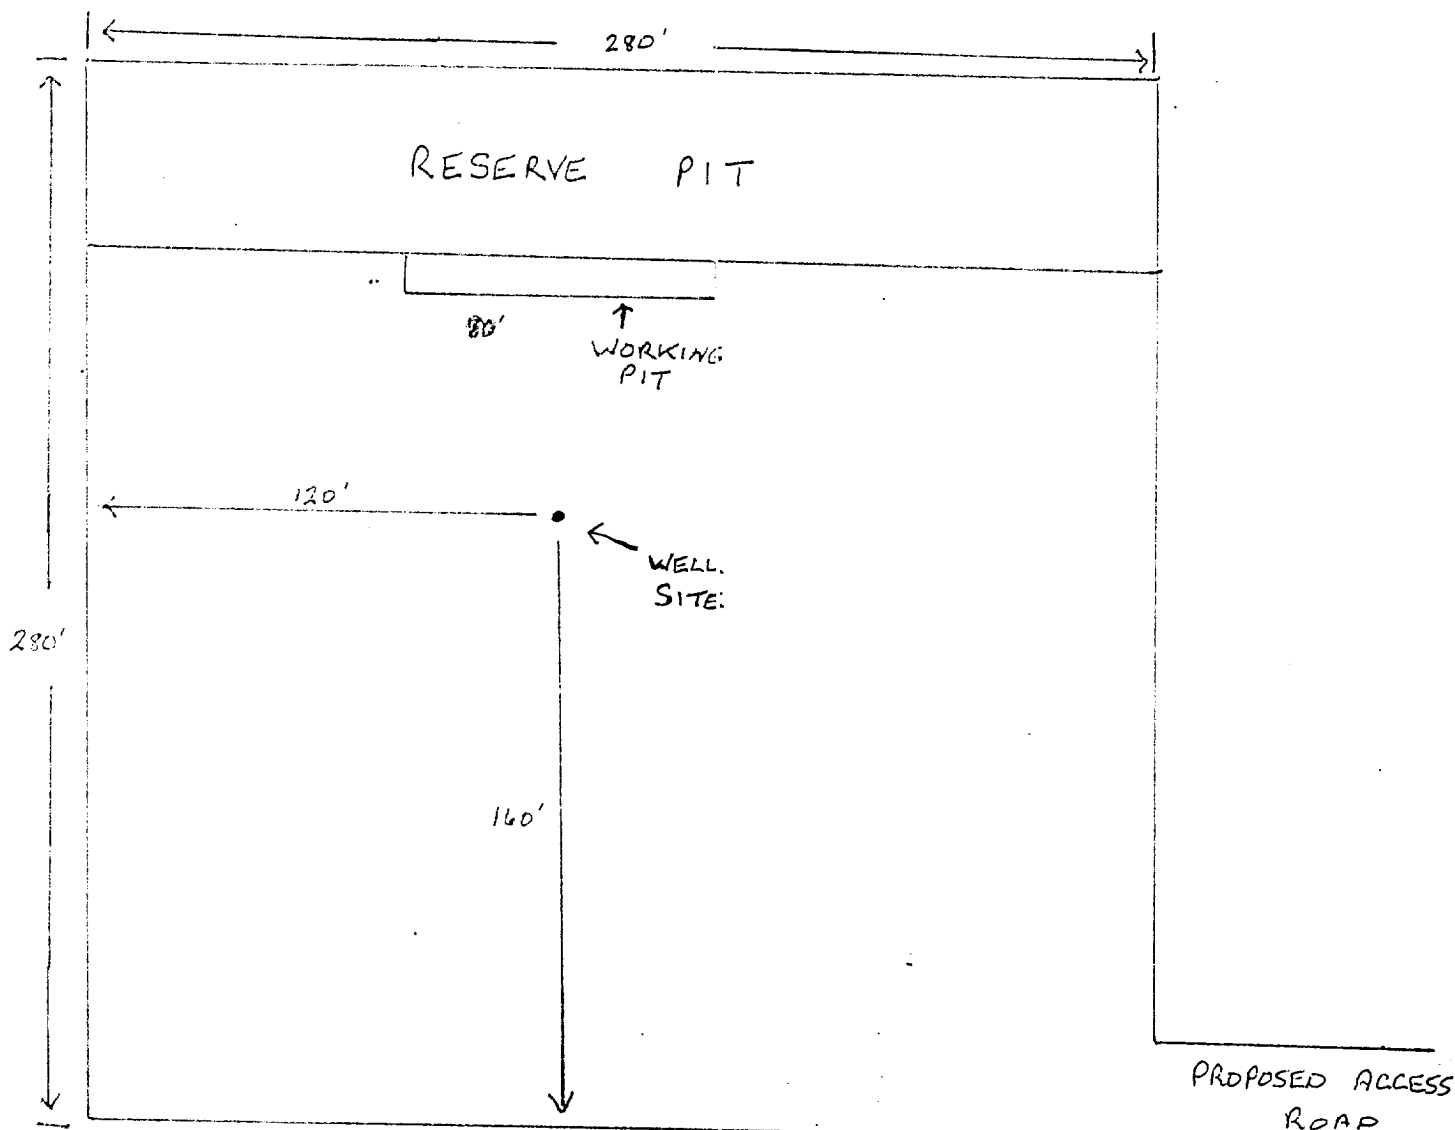 280'
RESERVE PIT
80'
WORKING
PIT
120'
WELL.
SITE:
280'
160'
PROPOSED ACCESS
ROAD